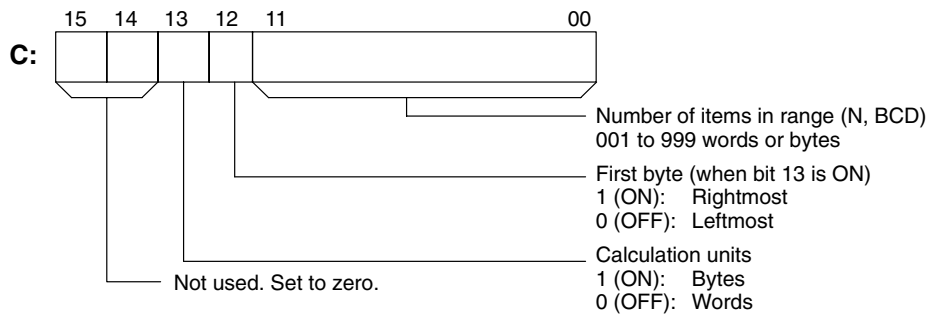 15 14 13 12 11 00
C:
Number of items in range (N, BCD)
001 to 999 words or bytes
First byte (when bit 13 is ON)
1 (ON): Rightmost
0 (OFF): Leftmost
Calculation units
1 (ON): Bytes
0 (OFF): Words
Not used. Set to zero.